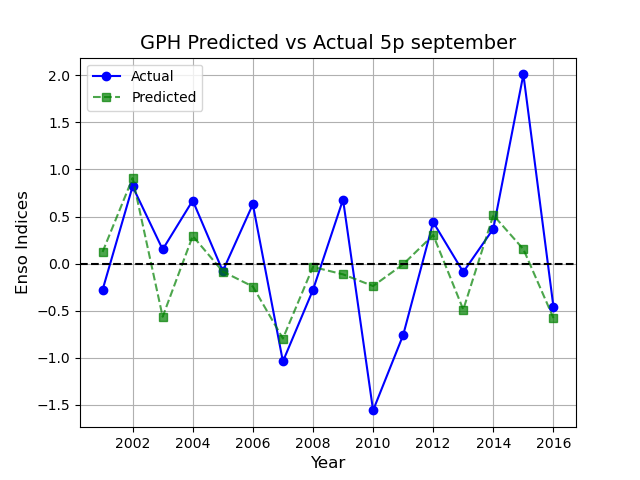 GPH Predicted vs Actual 5p september
Actual
Predicted
Enso Indices
2.0
1.5
1.0
0.5
0.0
−0.5
−1.0
−1.5
2002 2004 2006 2008 2010 2012 2014 2016
Year